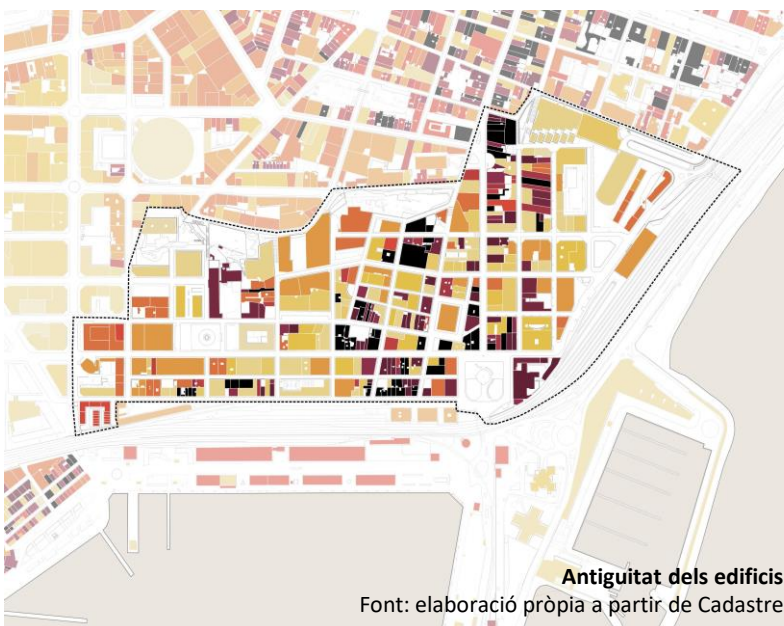 Antiguitat dels edificis
Font: elaboració pròpia a partir de Cadastre